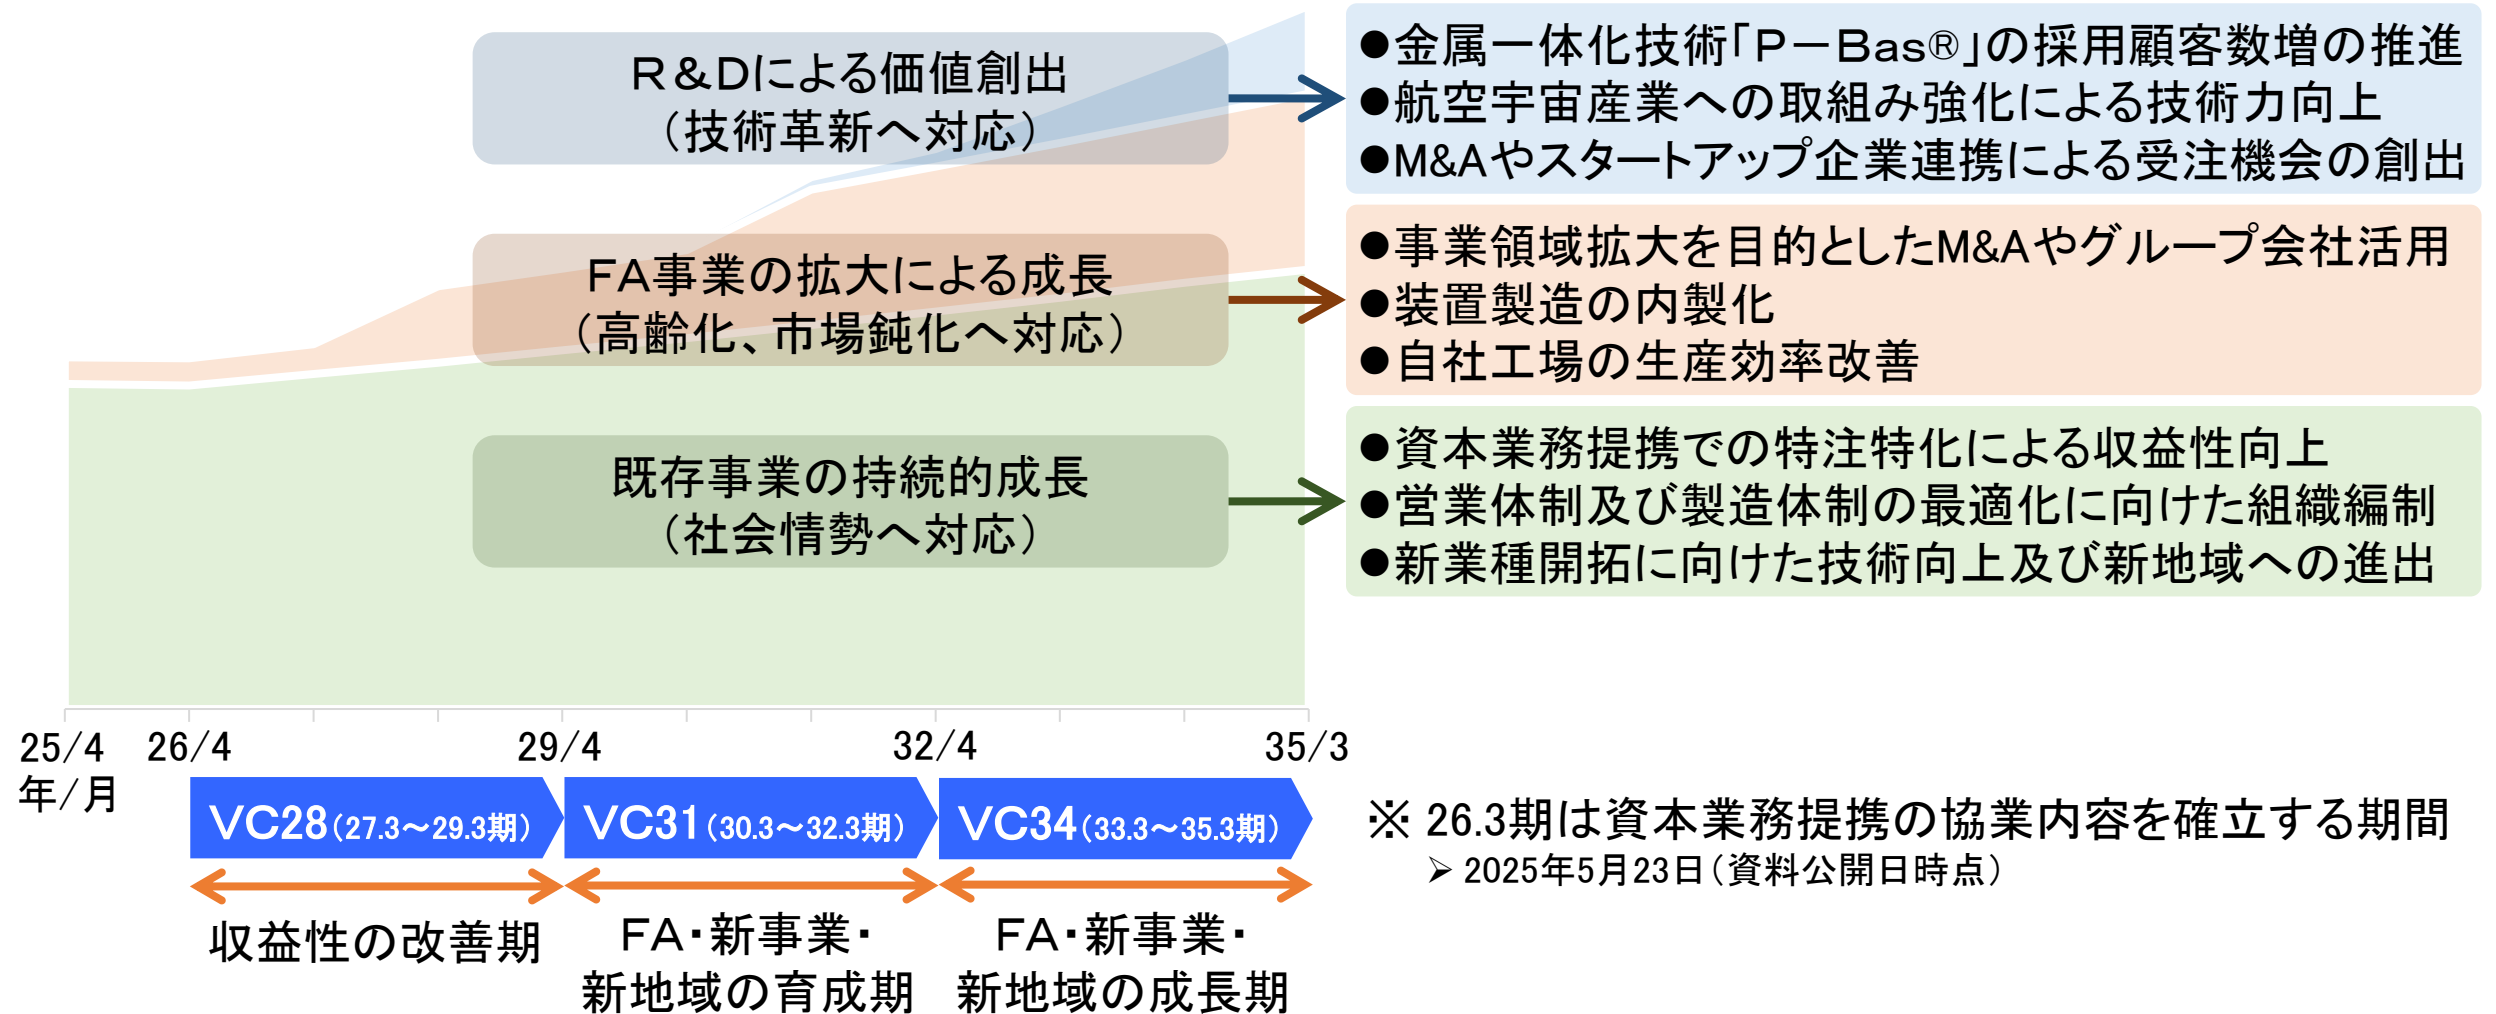 R&Dによる価値創出
（技術革新へ対応）
●金属一体化技術「P－Bas®」の採用顧客数増の推進
●航空宇宙産業への取組み強化による技術力向上
●M&Aやスタートアップ企業連携による受注機会の創出
FA事業の拡大による成長
（高齢化、市場鈍化へ対応）
●事業領域拡大を目的としたM&Aやグループ会社活用
●装置製造の内製化
●自社工場の生産効率改善
既存事業の持続的成長
（社会情勢へ対応）
●資本業務提携での特注特化による収益性向上
●営業体制及び製造体制の最適化に向けた組織編制
●新業種開拓に向けた技術向上及び新地域への進出
25/4
年/月
26/4
29/4
32/4
35/3
VC28（27.3～29.3期）
VC31（30.3～32.3期）
VC34（33.3～35.3期）
収益性の改善期
FA・新事業・
新地域の育成期
FA・新事業・
新地域の成長期
※ 26.3期は資本業務提携の協業内容を確立する期間
➢ 2025年5月23日（資料公開日時点）